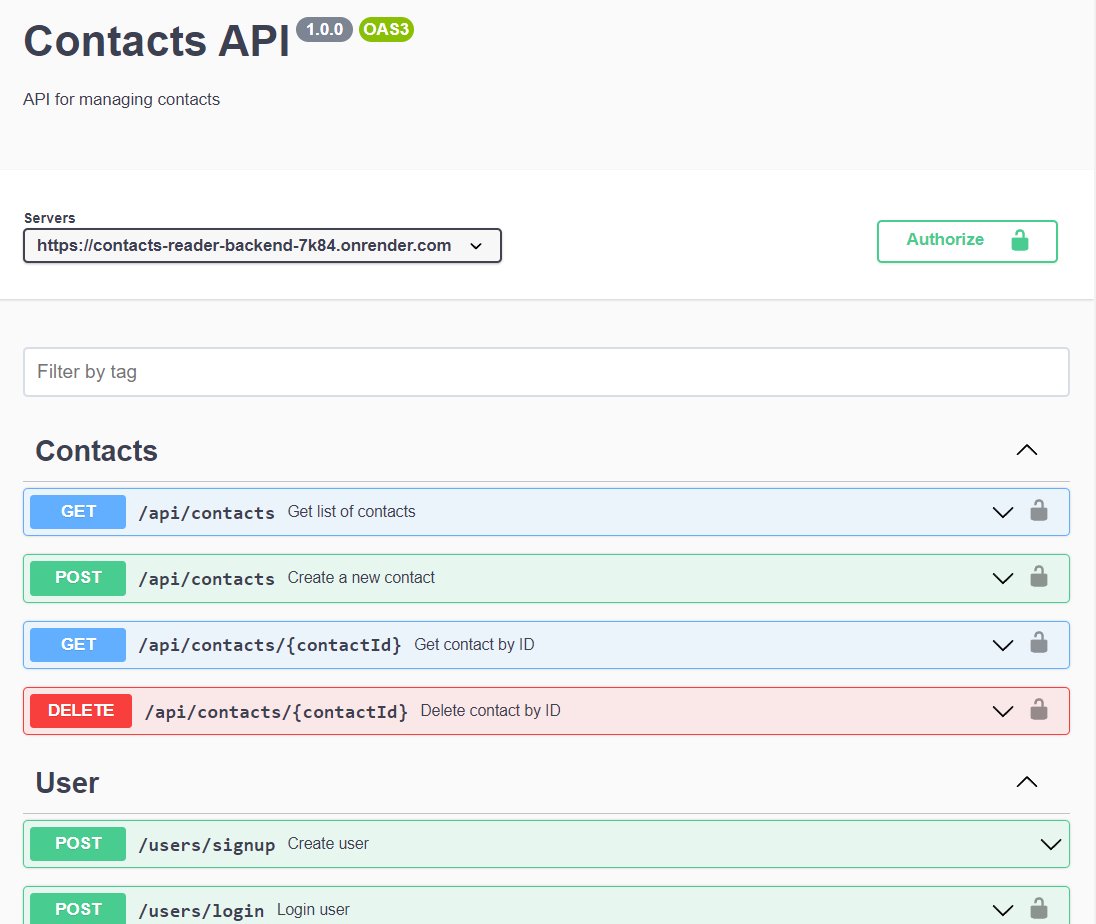 Contacts API 1.0.0 OAS3
API for managing contacts
Servers
https://contacts-reader-backend-7k84.onrender.com
Authorize
Filter by tag
Contacts
GET /api/contacts Get list of contacts
POST /api/contacts Create a new contact
GET /api/contacts/{contactId} Get contact by ID
DELETE /api/contacts/{contactId} Delete contact by ID
User
POST /users/signup Create user
POST /users/login Login user